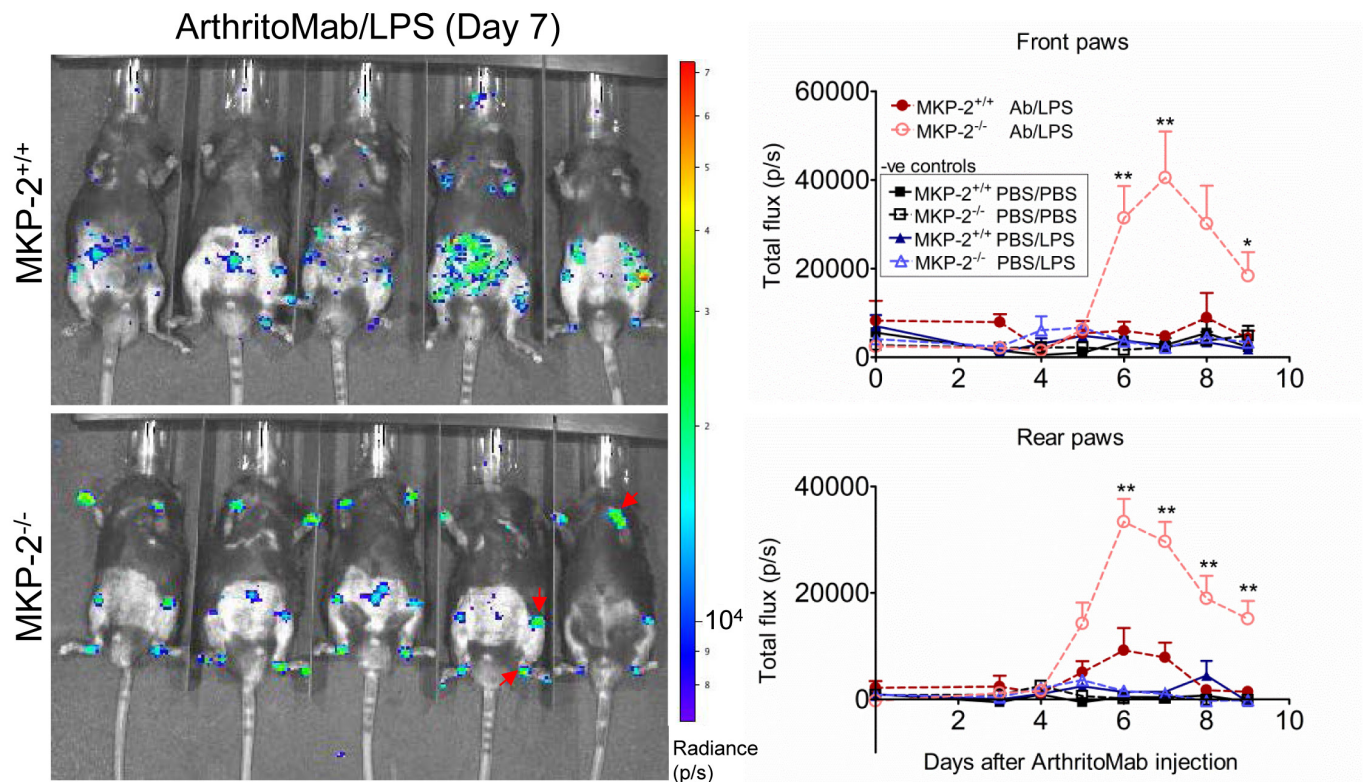 ArthritoMab/LPS (Day 7)
MKP-2+/+
MKP-2-/-
7
6
5
4
3
2
10⁴
9
8
Radiance
(p/s)
Front paws
Total flux (p/s)
60000
40000
20000
0
MKP-2+/+ Ab/LPS
MKP-2-/- Ab/LPS
-ve controls
MKP-2+/+ PBS/PBS
MKP-2-/- PBS/PBS
MKP-2+/+ PBS/LPS
MKP-2-/- PBS/LPS
** ** *
0 2 4 6 8 10
Rear paws
Total flux (p/s)
40000
20000
0
** ** ** **
2 4 6 8 10
Days after ArthritoMab injection